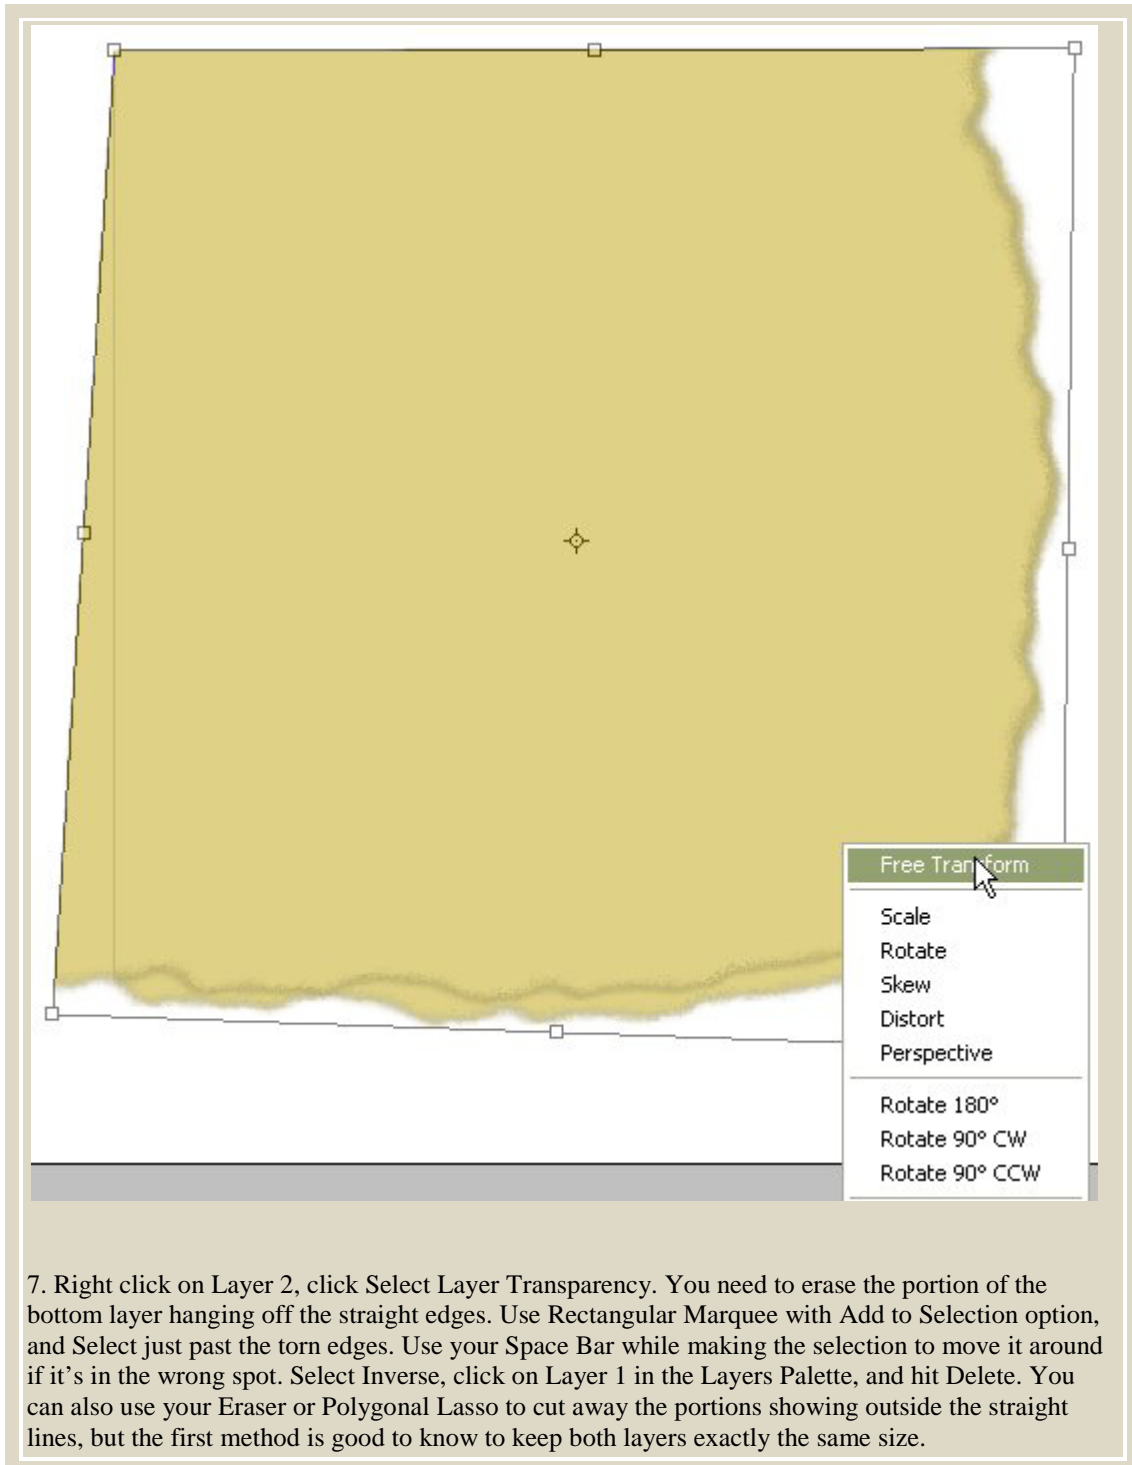 Free Transform
Scale
Rotate
Skew
Distort
Perspective
Rotate 180°
Rotate 90° CW
Rotate 90° CCW
7. Right click on Layer 2, click Select Layer Transparency. You need to erase the portion of the
bottom layer hanging off the straight edges. Use Rectangular Marquee with Add to Selection option,
and Select just past the torn edges. Use your Space Bar while making the selection to move it around
if it’s in the wrong spot. Select Inverse, click on Layer 1 in the Layers Palette, and hit Delete. You
can also use your Eraser or Polygonal Lasso to cut away the portions showing outside the straight
lines, but the first method is good to know to keep both layers exactly the same size.